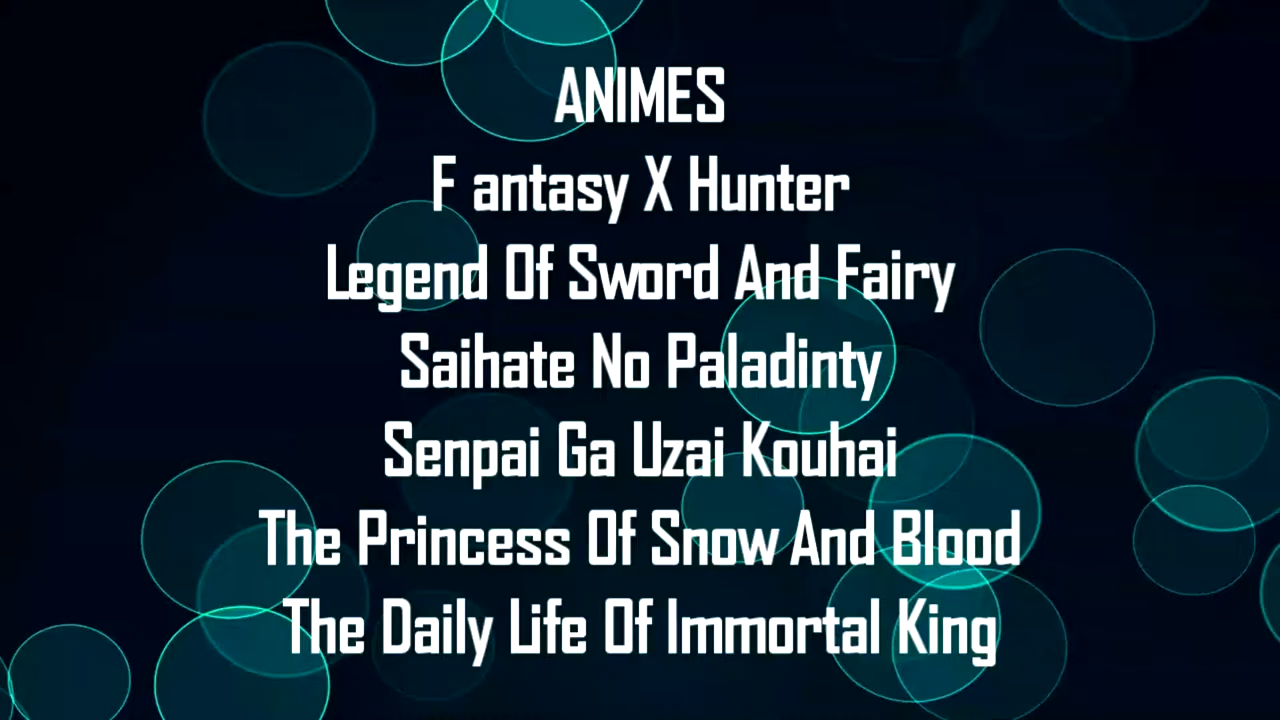 ANIMES
F antasy X Hunter
Legend Of Sword And Fairy
Saihate No Paladinty
Senpai Ga Uzai Kouhai
The Princess Of Snow And Blood
The Daily Life Of Immortal King